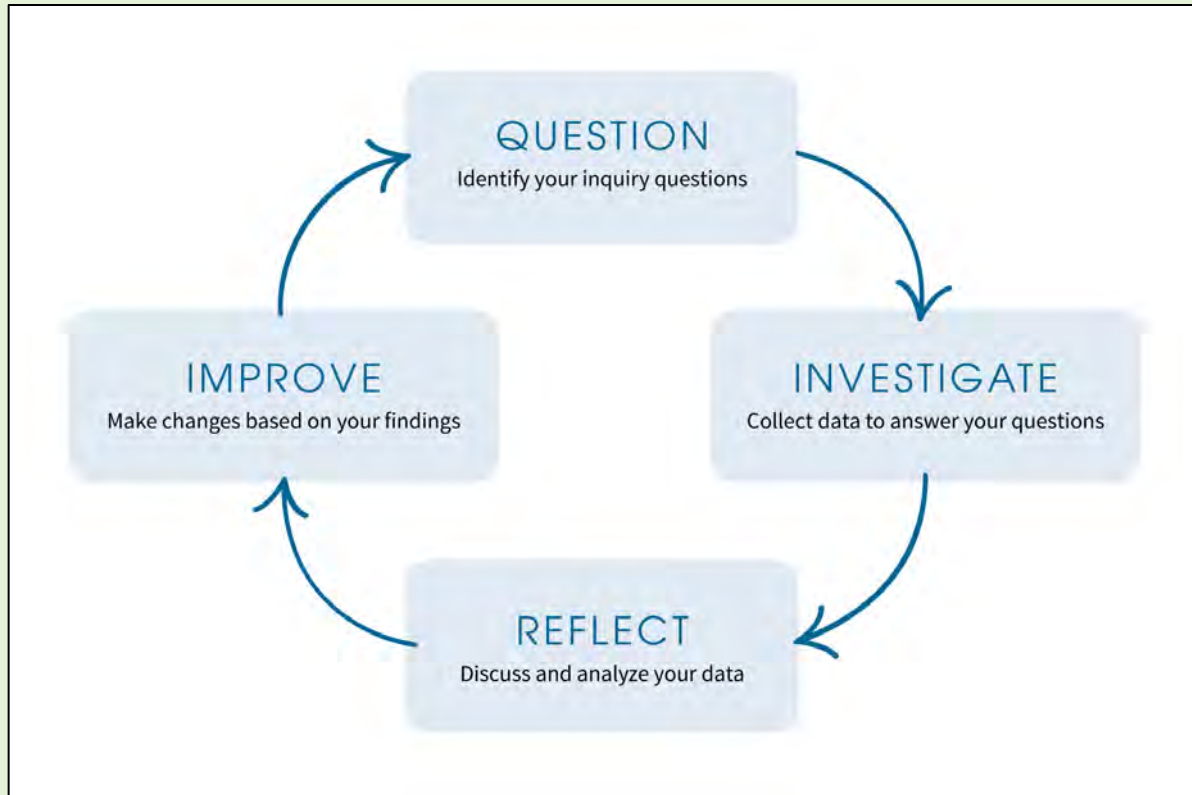 QUESTION
Identify your inquiry questions
INVESTIGATE
Collect data to answer your questions
REFLECT
Discuss and analyze your data
IMPROVE
Make changes based on your findings